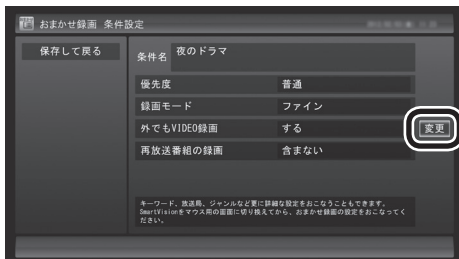 おまかせ録画 条件設定
保存して戻る
条件名 夜のドラマ
優先度 普通
録画モード ファイン
外でもVIDEO録画 する
変更
再放送番組の録画 含まない
キーワード、放送局、ジャンルなど更に詳細な設定をおこなうこともできます。
SmartVisionをマウス用の画面に切り換えてから、おまかせ録画の設定をおこなってく
ださい。